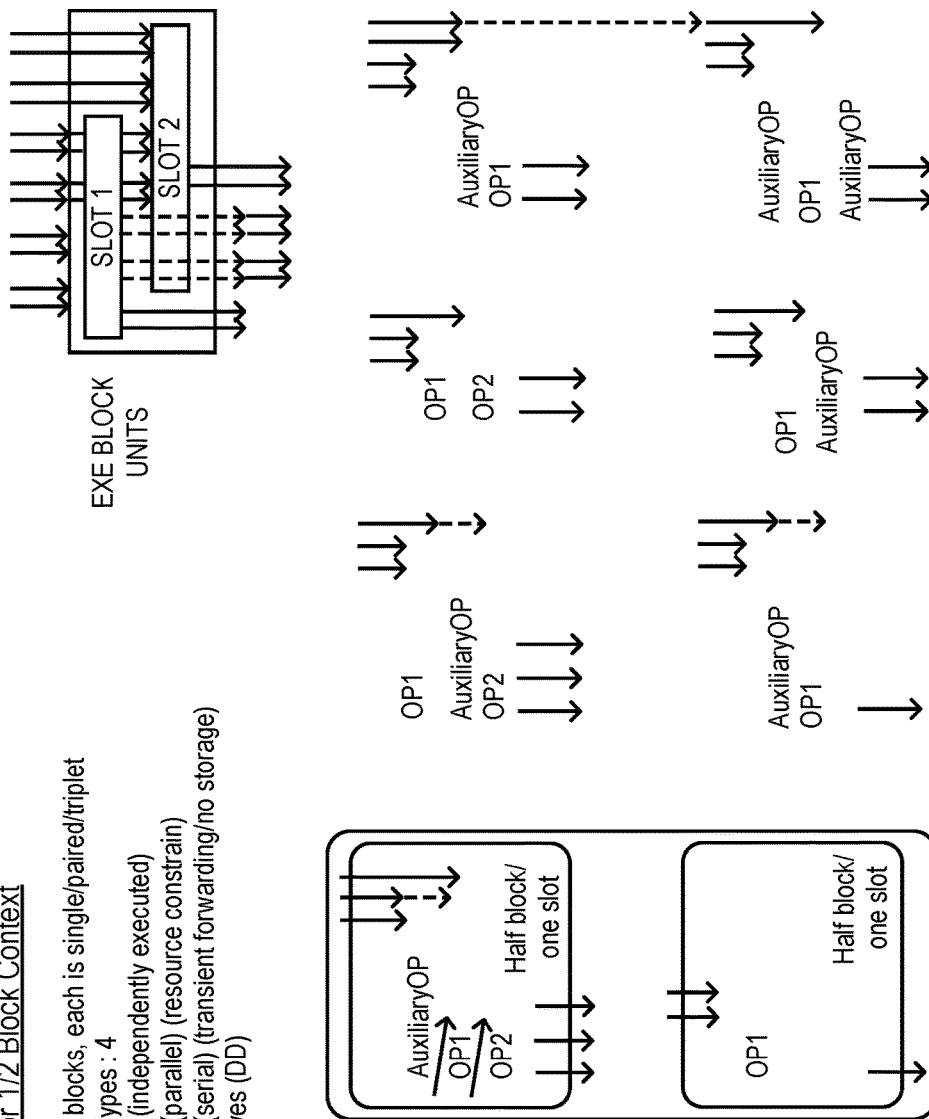 or 1/2 Block Context
blocks, each is single/paired/triplet
ypes : 4
(independently executed)
(parallel) (resource constrain)
(serial) (transient forwarding/no storage)
ves (DD)
EXE BLOCK
UNITS
SLOT 1
SLOT 2
AuxiliaryOP
OP1
OP2
Half block/
one slot
OP1
AuxiliaryOP
OP2
OP1
OP2
AuxiliaryOP
OP1
OP1
Half block/
one slot
AuxiliaryOP
OP1
OP1
AuxiliaryOP
AuxiliaryOP
OP1
AuxiliaryOP